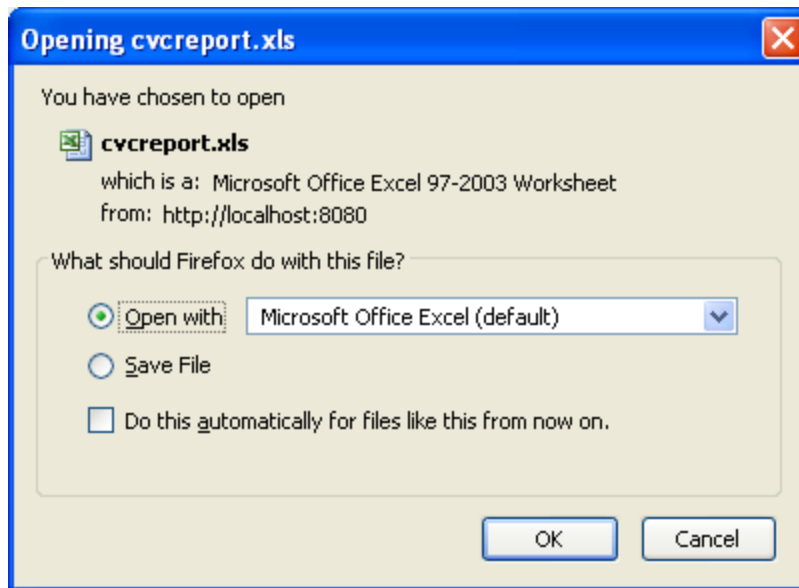 Opening cvcreport.xls
You have chosen to open
cvcreport.xls
which is a: Microsoft Office Excel 97-2003 Worksheet
from: http://localhost:8080
What should Firefox do with this file?
Open with Microsoft Office Excel (default)
Save File
Do this automatically for files like this from now on.
OK Cancel